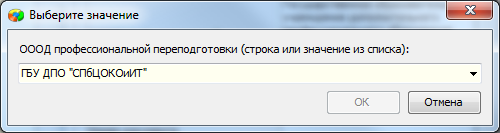 Выберите значение
ОООД профессиональной переподготовки (строка или значение из списка):
ГБУ ДПО "СПбЦОКОиИТ"
ОК
Отмена